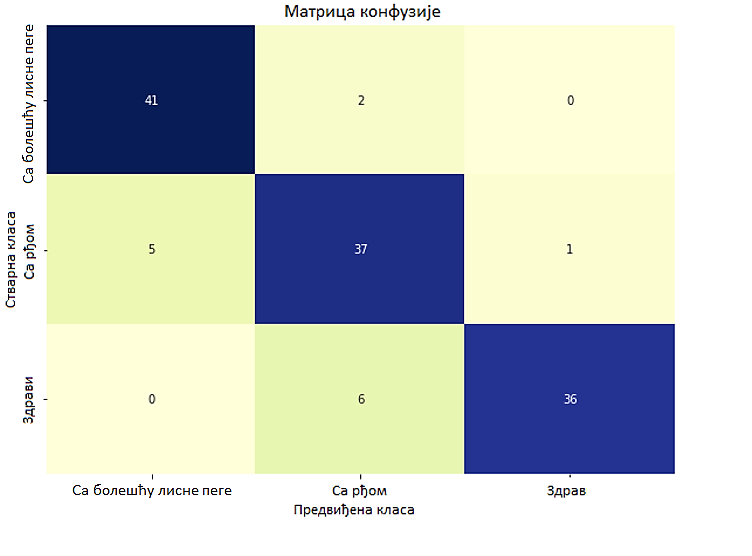 Матрица конфузије
Са болешћу лисне пеге
41
2
0
Стварна класа
Са рђом
5
37
1
Здрави
0
6
36
Са болешћу лисне пеге
Са рђом
Здрав
Предвиђена класа